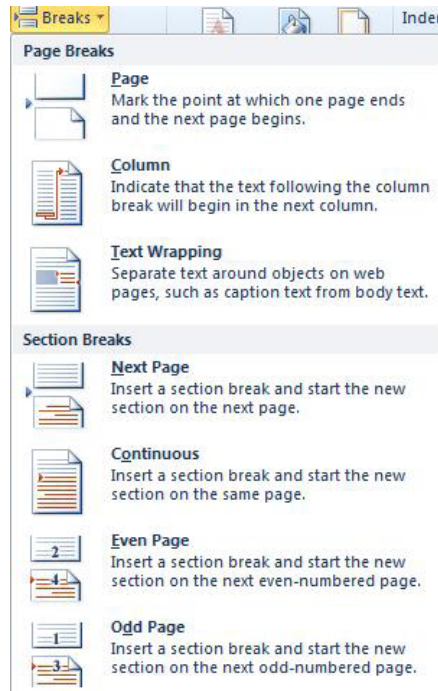 Breaks
Inde
Page Breaks
Page
Mark the point at which one page ends
and the next page begins.
Column
Indicate that the text following the column
break will begin in the next column.
Text Wrapping
Separate text around objects on web
pages, such as caption text from body text.
Section Breaks
Next Page
Insert a section break and start the new
section on the next page.
Continuous
Insert a section break and start the new
section on the same page.
2
Even Page
Insert a section break and start the new
4
section on the next even-numbered page.
1
Odd Page
Insert a section break and start the new
3
section on the next odd-numbered page.